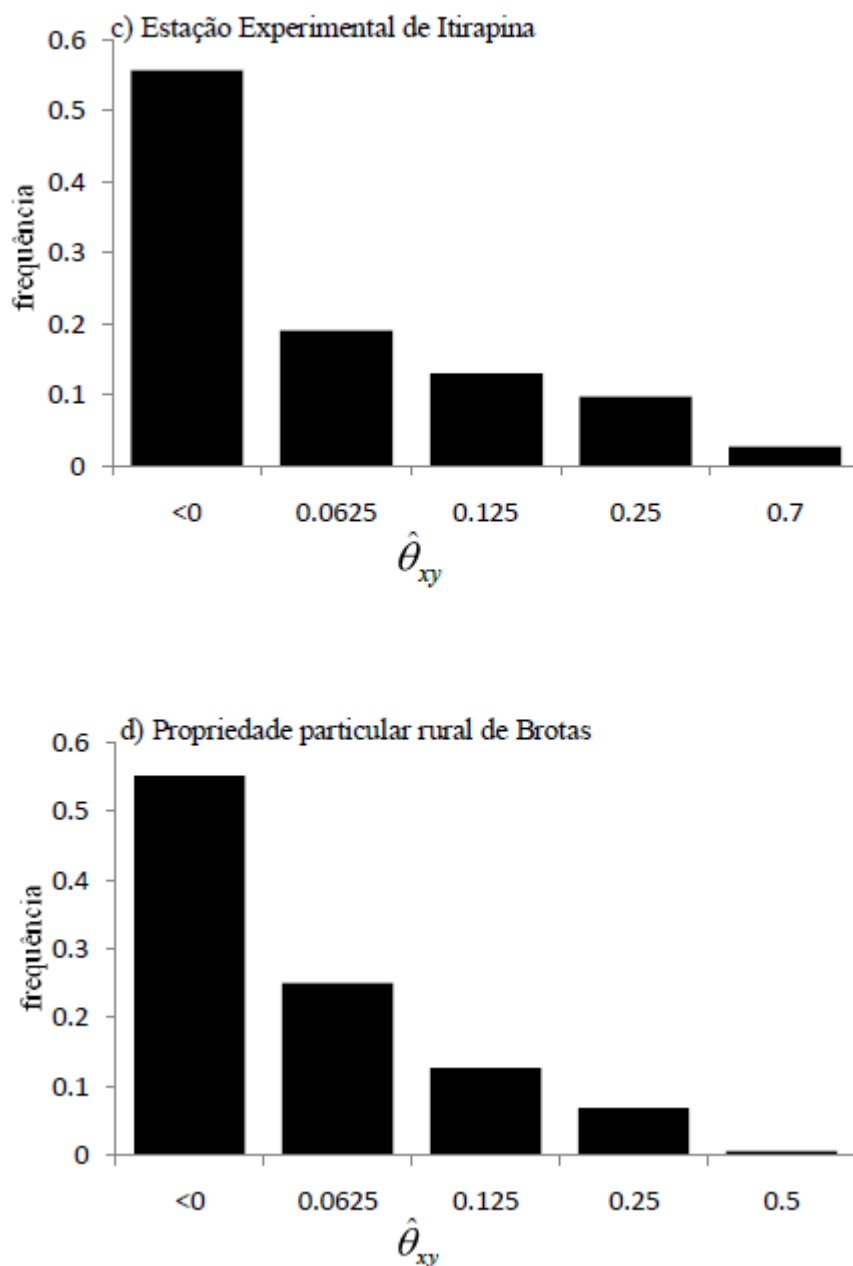 c) Estação Experimental de Itirapina
0.6
0.5
0.4
0.3
0.2
0.1
0
frequência
<0 0.0625 0.125 0.25 0.7
θ̂xy
d) Propriedade particular rural de Brotas
0.6
0.5
0.4
0.3
0.2
0.1
0
frequência
<0 0.0625 0.125 0.25 0.5
θ̂xy